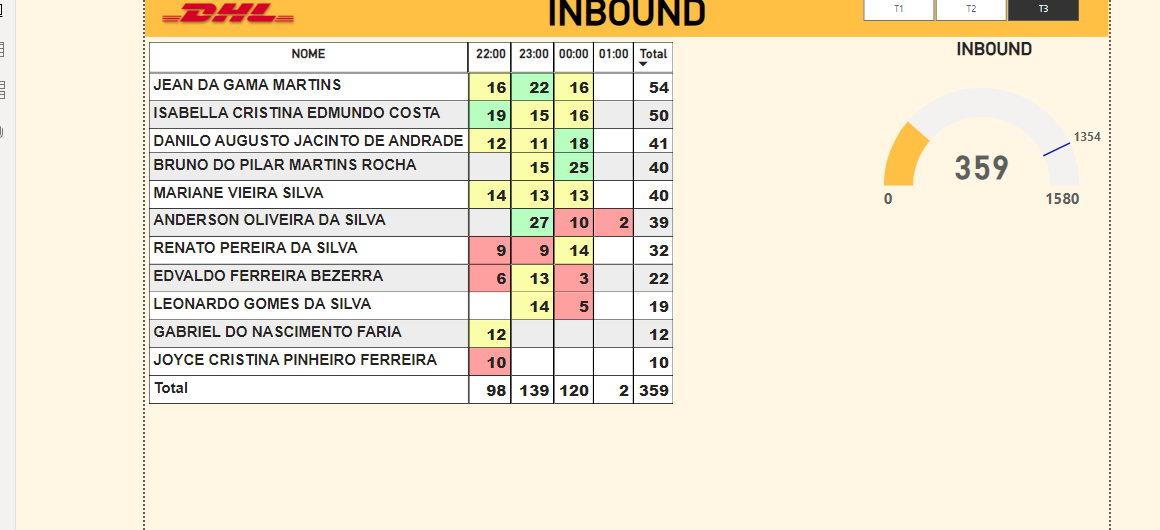 DHL
INBOUND
T1 T2 T3
NOME 22:00 23:00 00:00 01:00 Total
JEAN DA GAMA MARTINS 16 22 16 54
ISABELLA CRISTINA EDMUNDO COSTA 19 15 16 50
DANILO AUGUSTO JACINTO DE ANDRADE 12 11 18 41
BRUNO DO PILAR MARTINS ROCHA 15 25 40
MARIANE VIEIRA SILVA 14 13 13 40
ANDERSON OLIVEIRA DA SILVA 27 10 2 39
RENATO PEREIRA DA SILVA 9 9 14 32
EDVALDO FERREIRA BEZERRA 6 13 3 22
LEONARDO GOMES DA SILVA 14 5 19
GABRIEL DO NASCIMENTO FARIA 12 12
JOYCE CRISTINA PINHEIRO FERREIRA 10 10
Total 98 139 120 2 359
INBOUND
1354
359
0 1580